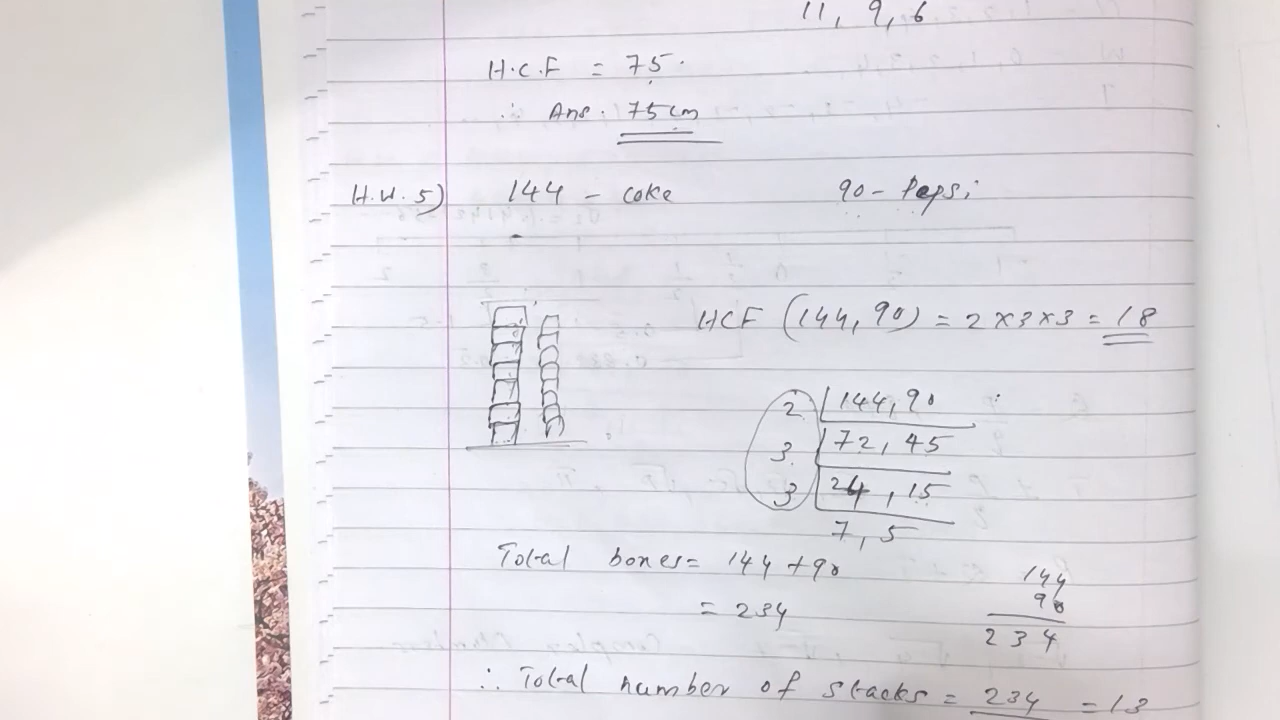 11, 9, 6
H.C.F = 75.
∴ Ans. 75 cm
H.W. 5) 144 - coke 90 - Pepsi
HCF (144, 90) = 2 x 3 x 3 = 18
2 | 144, 90
3 | 72, 45
3 | 24, 15
7, 5
Total boxes = 144 + 90
= 234
144
90
234
∴ Total number of stacks = 234 = 13